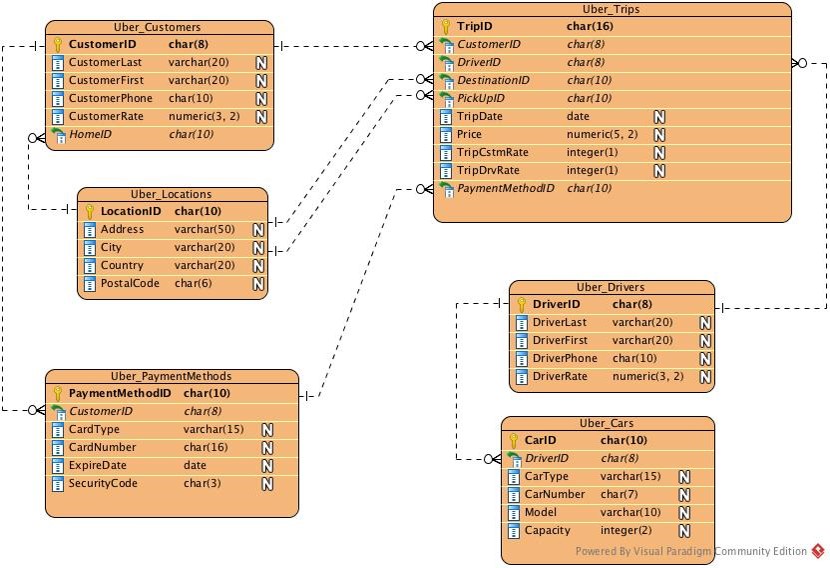 Uber_Customers
CustomerID char(8)
CustomerLast varchar(20) N
CustomerFirst varchar(20) N
CustomerPhone char(10) N
CustomerRate numeric(3, 2) N
HomeID char(10)
Uber_Trips
TripID char(16)
CustomerID char(8)
DriverID char(8)
DestinationID char(10)
PickUpID char(10)
TripDate date N
Price numeric(5, 2) N
TripCstmRate integer(1) N
TripDrvRate integer(1) N
PaymentMethodID char(10)
Uber_Locations
LocationID char(10)
Address varchar(50) N
City varchar(20) N
Country varchar(20) N
PostalCode char(6) N
Uber_Drivers
DriverID char(8)
DriverLast varchar(20) N
DriverFirst varchar(20) N
DriverPhone char(10) N
DriverRate numeric(3, 2) N
Uber_PaymentMethods
PaymentMethodID char(10)
CustomerID char(8)
CardType varchar(15) N
CardNumber char(16) N
ExpireDate date N
SecurityCode char(3) N
Uber_Cars
CarID char(10)
DriverID char(8)
CarType varchar(15) N
CarNumber char(7) N
Model varchar(10) N
Capacity integer(2) N
Powered By Visual Paradigm Community Edition